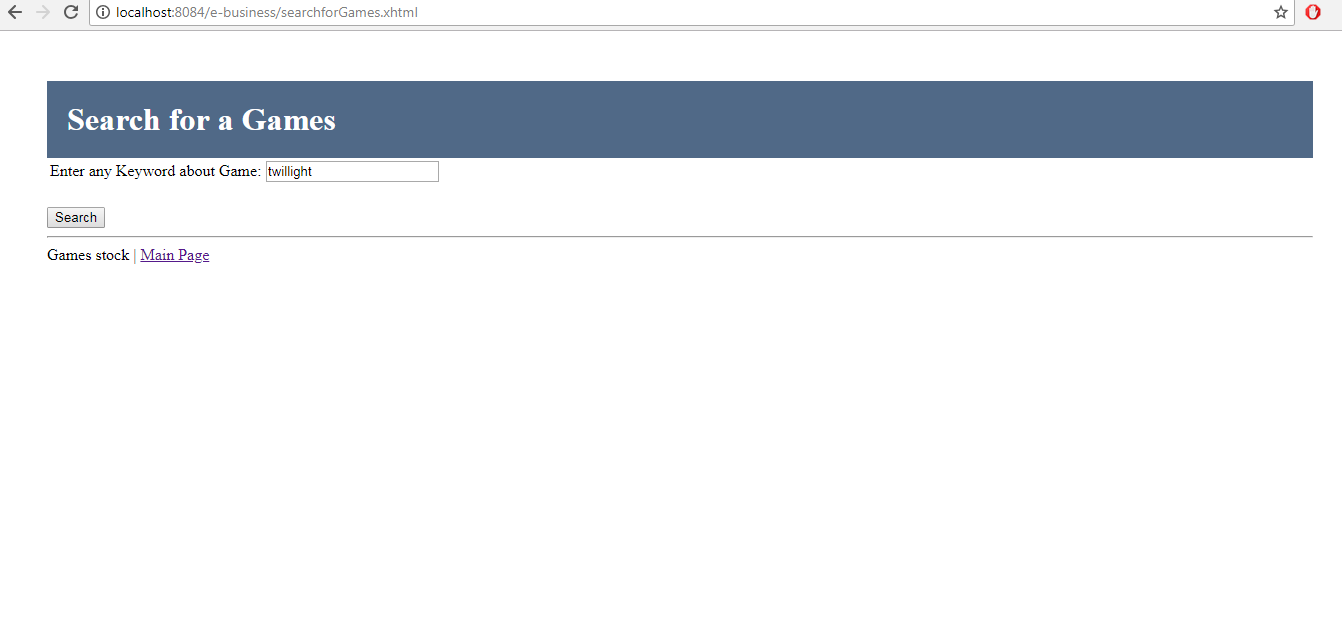 localhost:8084/e-business/searchforGames.xhtml
Search for a Games
Enter any Keyword about Game: twillight
Search
Games stock | Main Page